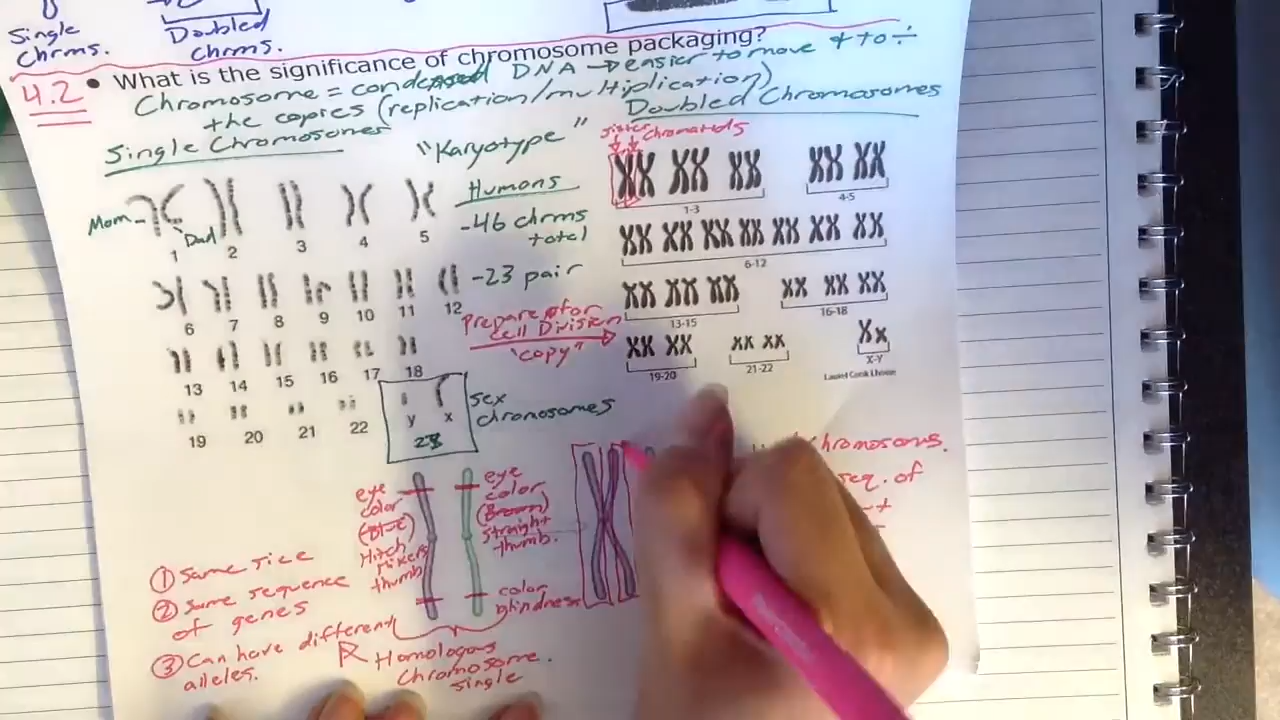 Single
Chrms.
Doubled
Chrms.
4.2 • What is the significance of chromosome packaging?
Chromosome = condensed DNA → easier to move + to ÷
the copies (replication/multiplication)
Single Chromosomes
"Karyotype"
Doubled Chromosomes
Sister Chromatids
Mom
Dad
1 2 3 4 5
Humans
-46 chrms
total
-23 pair
6 7 8 9 10 11 12
13 14 15 16 17 18
19 20 21 22
y x
23
Sex
chromosomes
Prepare for
Cell Division
"copy"
1-3
4-5
6-12
13-15
16-18
19-20
21-22
X-Y
eye
color
(Blue)
Hitch
Hikers
thumb
eye
color
(Brown)
Straight
thumb.
color
blindness
① Same size
② Same sequence
of genes
③ Can have different
alleles.
Homologous
Chromosome.
single
chromosomes.
seq. of